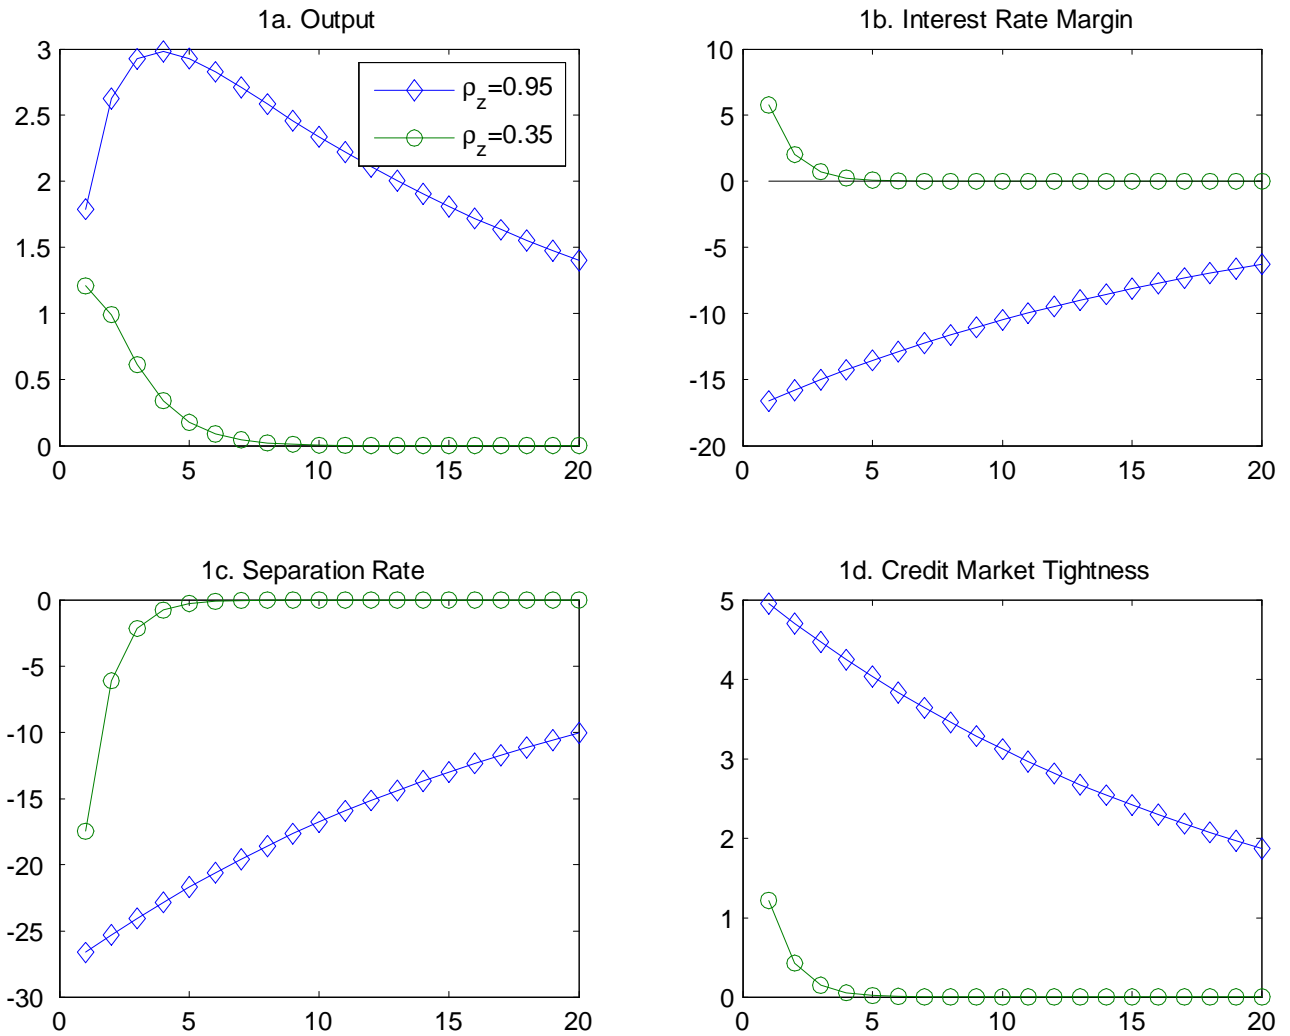 1a. Output
3
2.5
2
1.5
1
0.5
0
0 5 10 15 20
ρ_z=0.95
ρ_z=0.35
1b. Interest Rate Margin
10
5
0
-5
-10
-15
-20
0 5 10 15 20
1c. Separation Rate
0
-5
-10
-15
-20
-25
-30
0 5 10 15 20
1d. Credit Market Tightness
5
4
3
2
1
0
0 5 10 15 20